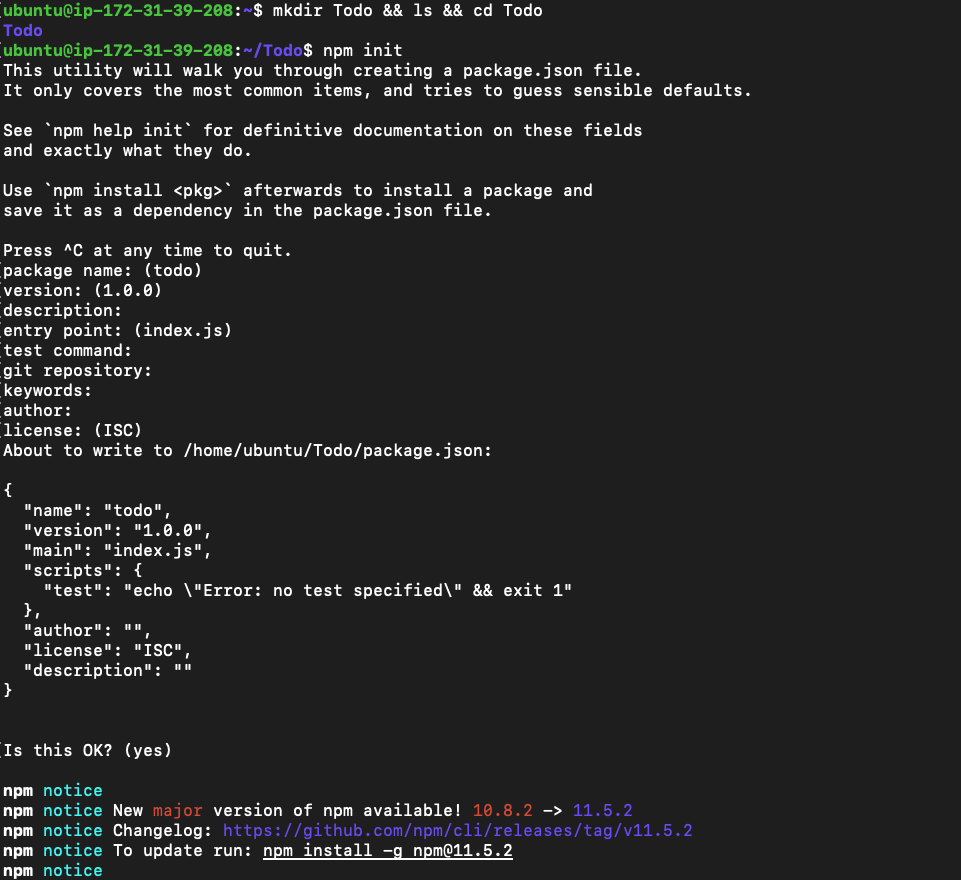 ubuntu@ip-172-31-39-208:~$ mkdir Todo && ls && cd Todo
Todo
[ubuntu@ip-172-31-39-208:~/Todo$ npm init
This utility will walk you through creating a package.json file.
It only covers the most common items, and tries to guess sensible defaults.
See `npm help init` for definitive documentation on these fields
and exactly what they do.
Use `npm install <pkg>` afterwards to install a package and
save it as a dependency in the package.json file.
Press ^C at any time to quit.
[package name: (todo)
[version: (1.0.0)
[description:
[entry point: (index.js)
[test command:
[git repository:
[keywords:
[author:
[license: (ISC)
About to write to /home/ubuntu/Todo/package.json:
{
  "name": "todo",
  "version": "1.0.0",
  "main": "index.js",
  "scripts": {
    "test": "echo \"Error: no test specified\" && exit 1"
  },
  "author": "",
  "license": "ISC",
  "description": ""
}
[Is this OK? (yes)
npm notice
npm notice New major version of npm available! 10.8.2 -> 11.5.2
npm notice Changelog: https://github.com/npm/cli/releases/tag/v11.5.2
npm notice To update run: npm install -g npm@11.5.2
npm notice